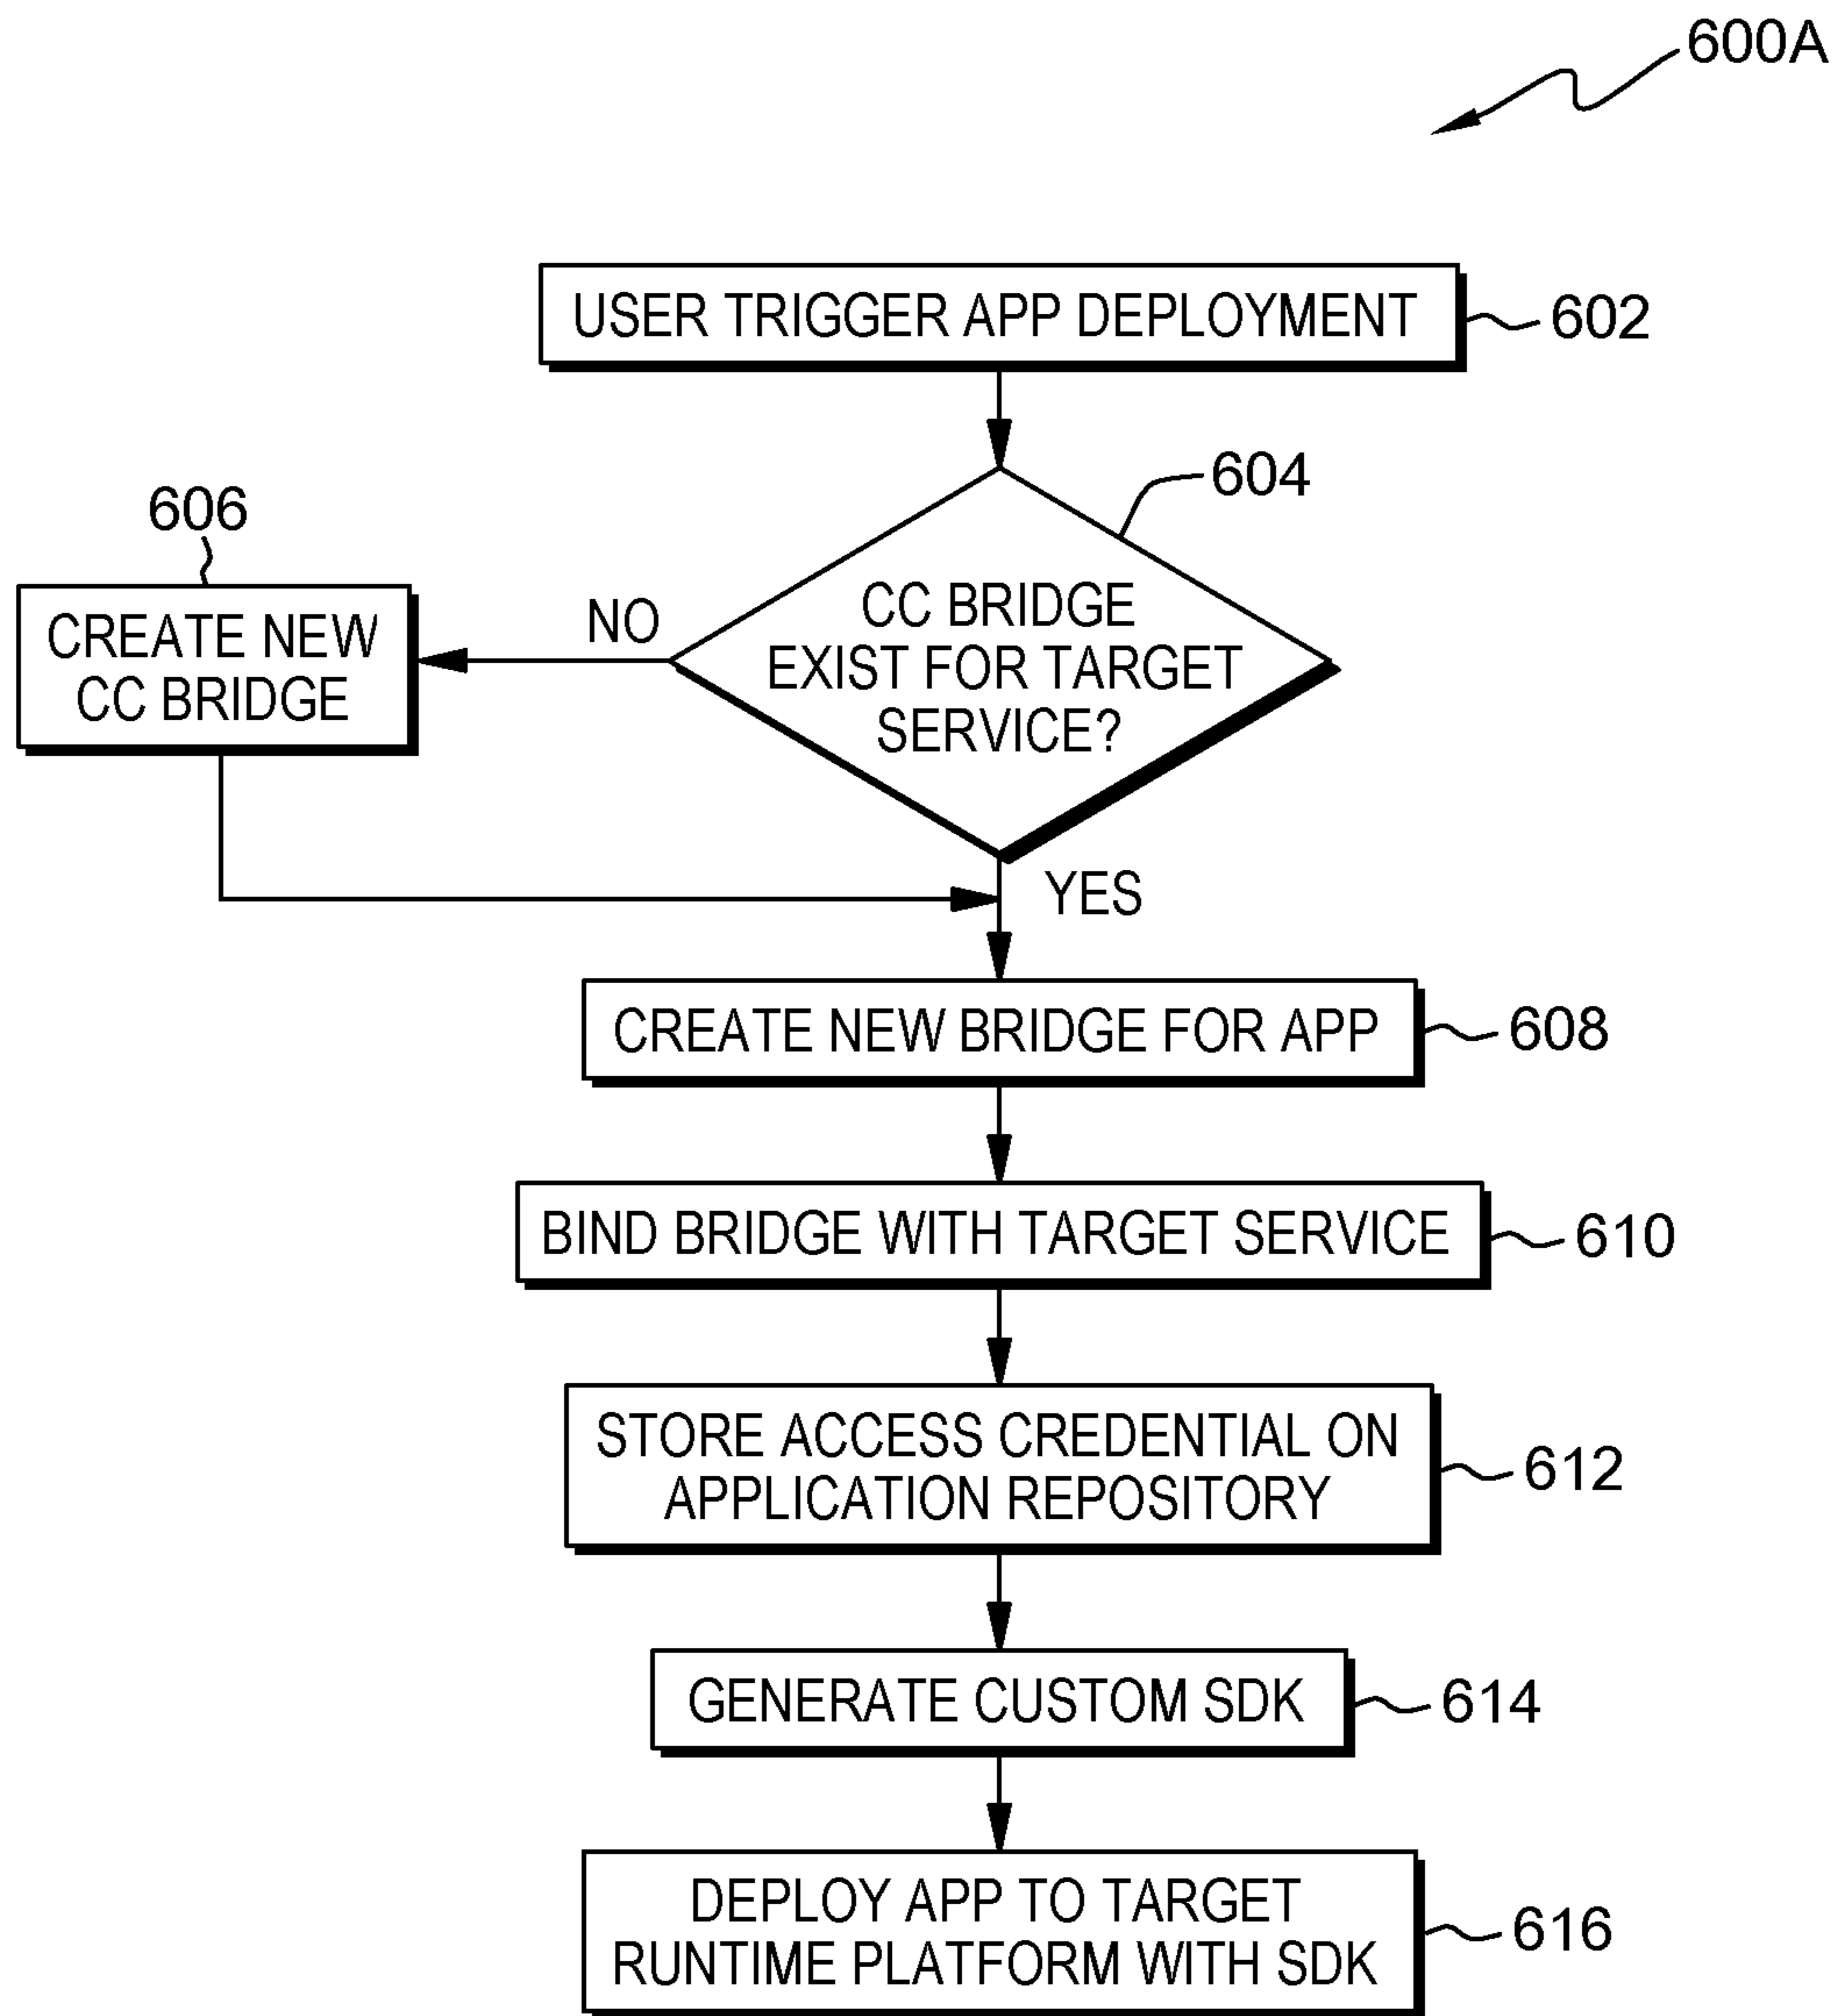 600A
USER TRIGGER APP DEPLOYMENT
602
604
CC BRIDGE
EXIST FOR TARGET
SERVICE?
NO
606
CREATE NEW
CC BRIDGE
YES
CREATE NEW BRIDGE FOR APP
608
BIND BRIDGE WITH TARGET SERVICE
610
STORE ACCESS CREDENTIAL ON
APPLICATION REPOSITORY
612
GENERATE CUSTOM SDK
614
DEPLOY APP TO TARGET
RUNTIME PLATFORM WITH SDK
616